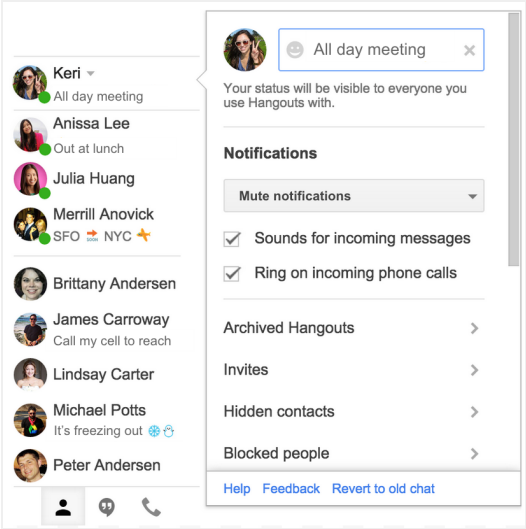 Keri
All day meeting
Anissa Lee
Out at lunch
Julia Huang
Merrill Anovick
SFO SOON NYC
Brittany Andersen
James Carroway
Call my cell to reach
Lindsay Carter
Michael Potts
It's freezing out
Peter Andersen
All day meeting
Your status will be visible to everyone you
use Hangouts with.
Notifications
Mute notifications
Sounds for incoming messages
Ring on incoming phone calls
Archived Hangouts
Invites
Hidden contacts
Blocked people
Help Feedback Revert to old chat